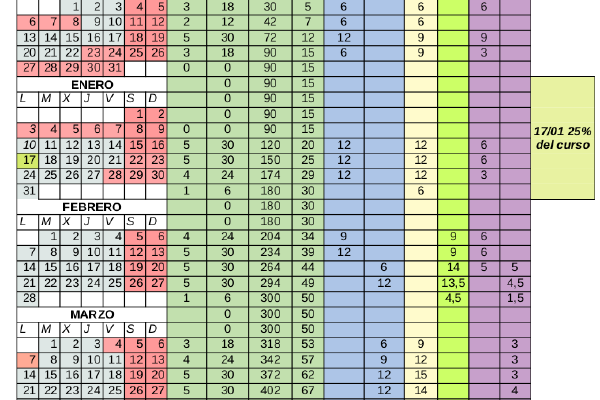 1 2 3 4 5 3 18 30 5 6 6 6
6 7 8 9 10 11 12 2 12 42 7 6 6
13 14 15 16 17 18 19 5 30 72 12 12 9 9
20 21 22 23 24 25 26 3 18 90 15 6 9 3
27 28 29 30 31 0 0 90 15
ENERO 0 90 15
L M X J V S D 0 90 15
1 2 0 90 15
3 4 5 6 7 8 9 0 0 90 15
10 11 12 13 14 15 16 5 30 120 20 12 12 6
17 18 19 20 21 22 23 5 30 150 25 12 12 6
24 25 26 27 28 29 30 4 24 174 29 12 12 3
31 1 6 180 30 6
17/01 25%
del curso
FEBRERO 0 180 30
L M X J V S D 0 180 30
1 2 3 4 5 6 4 24 204 34 9 9 6
7 8 9 10 11 12 13 5 30 234 39 12 9 6
14 15 16 17 18 19 20 5 30 264 44 6 14 5 5
21 22 23 24 25 26 27 5 30 294 49 12 13,5 4,5
28 1 6 300 50 4,5 1,5
MARZO 0 300 50
L M X J V S D 0 300 50
1 2 3 4 5 6 3 18 318 53 6 9 3
7 8 9 10 11 12 13 4 24 342 57 9 12 3
14 15 16 17 18 19 20 5 30 372 62 12 15 3
21 22 23 24 25 26 27 5 30 402 67 12 14 4